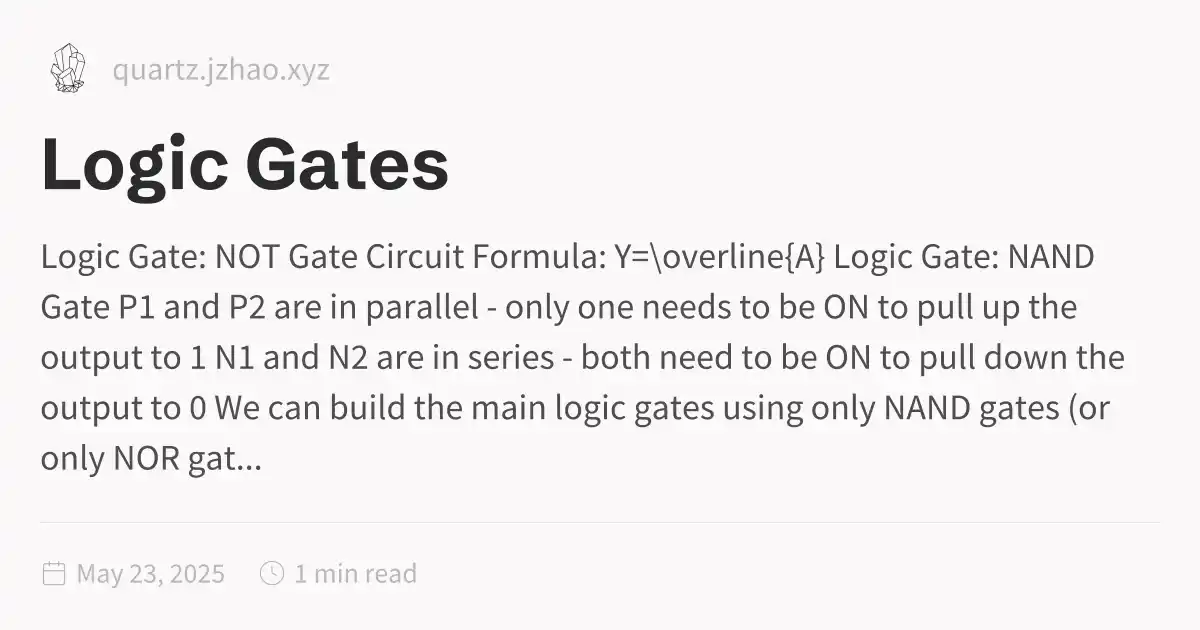 quartz.jzhao.xyz
Logic Gates
Logic Gate: NOT Gate Circuit Formula: Y=\overline{A} Logic Gate: NAND
Gate P1 and P2 are in parallel - only one needs to be ON to pull up the
output to 1 N1 and N2 are in series - both need to be ON to pull down the
output to 0 We can build the main logic gates using only NAND gates (or
only NOR gat...
May 23, 2025 1 min read